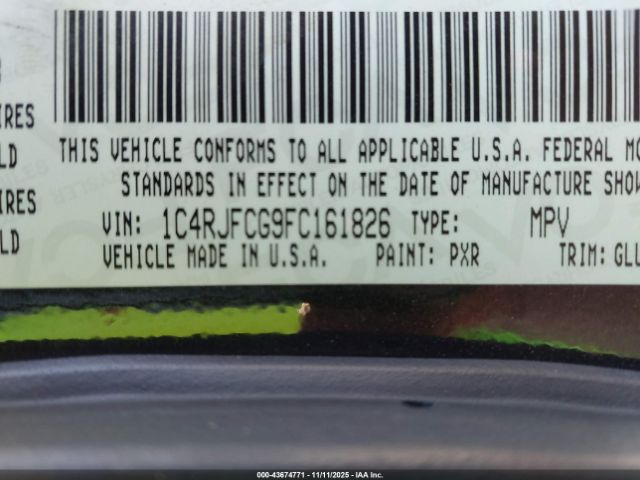 IRES
THIS VEHICLE CONFORMS TO ALL APPLICABLE U.S.A. FEDERAL MO
LD
STANDARDS IN EFFECT ON THE DATE OF MANUFACTURE SHOW
IRES
VIN: 1C4RJFCG9FC161826 TYPE: MPV
LD
VEHICLE MADE IN U.S.A. PAINT: PXR TRIM: GLU
000-43674771 - 11/11/2025 - IAA Inc.